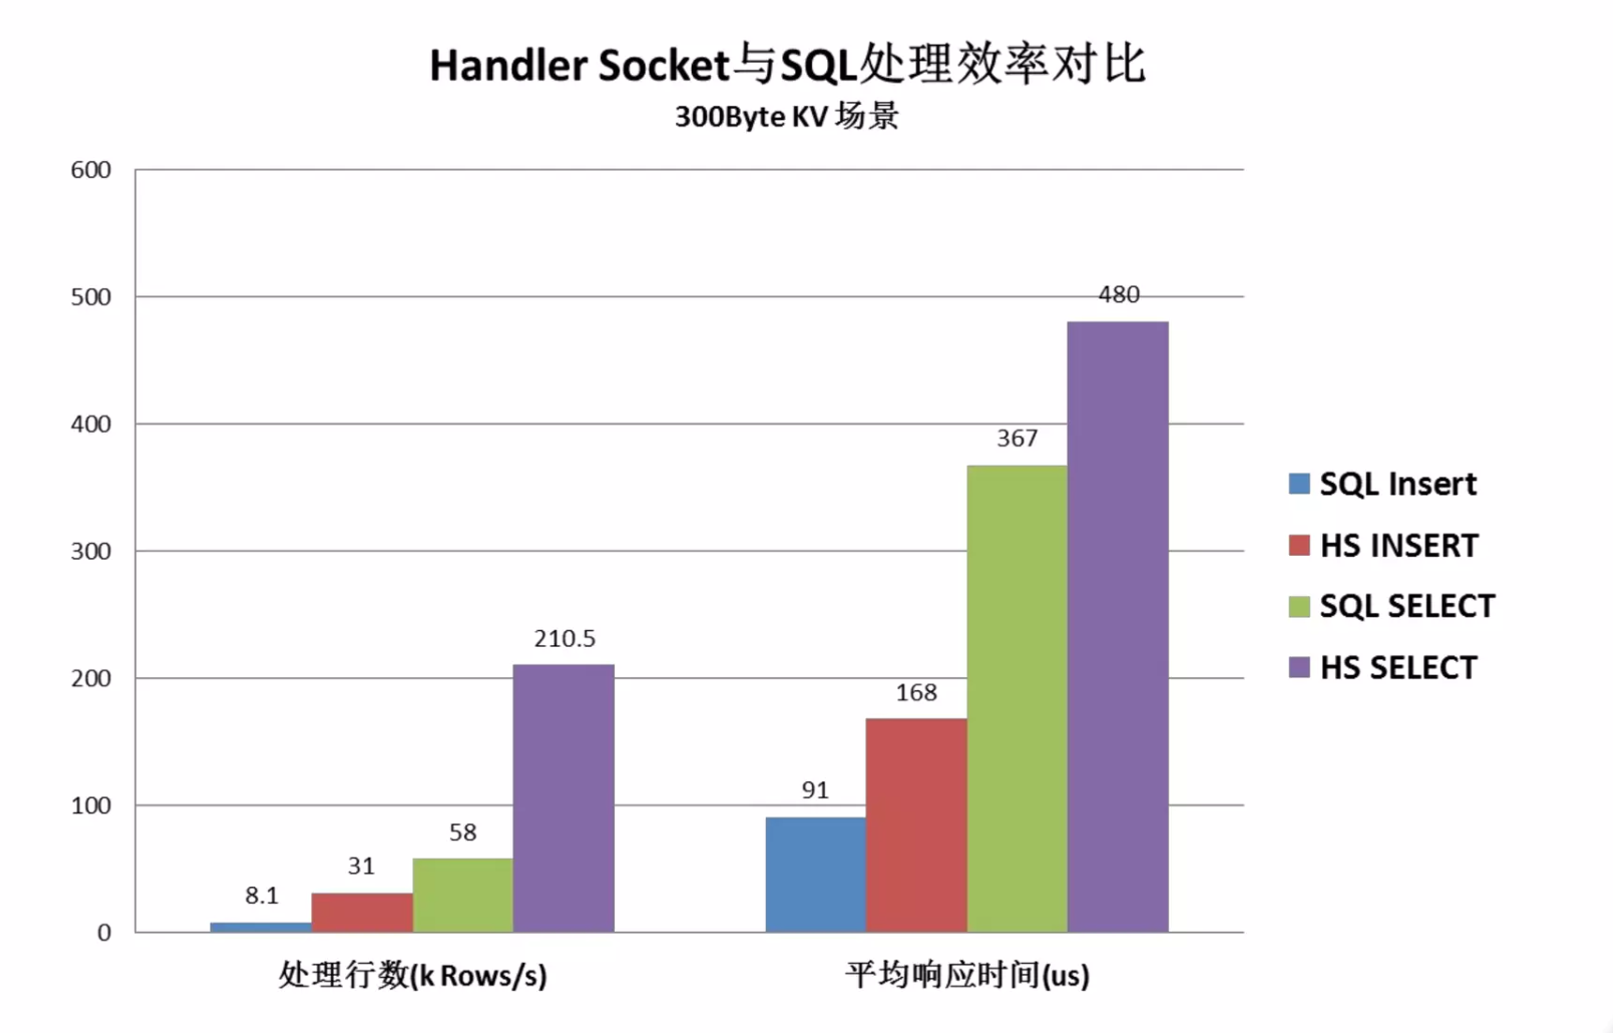 Handler Socket与SQL处理效率对比
300Byte KV 场景
600
500
400
300
200
100
0
8.1
31
58
210.5
91
168
367
480
处理行数(k Rows/s)
平均响应时间(us)
SQL Insert
HS INSERT
SQL SELECT
HS SELECT